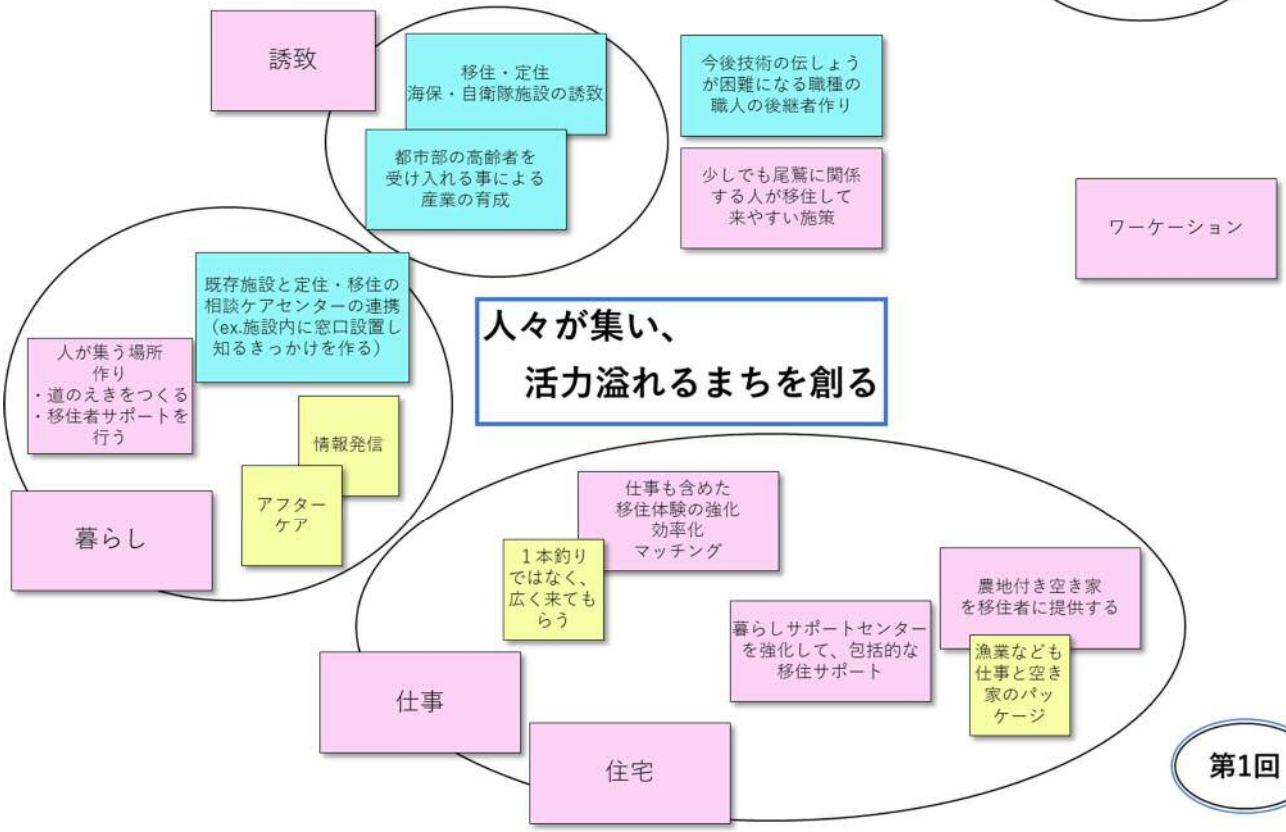 誘致
移住・定住
海保・自衛隊施設の誘致
都市部の高齢者を
受け入れる事による
産業の育成
今後技術の伝しょう
が困難になる職種の
職人の後継者作り
少しでも尾鷲に関係
する人が移住して
来やすい施策
ワーケーション
既存施設と定住・移住の
相談ケアセンターの連携
（ex.施設内に窓口設置し
知るきっかけを作る）
人が集う場所
作り
・道のえきをつくる
・移住者サポートを
行う
情報発信
アフター
ケア
暮らし
人々が集い、
活力溢れるまちを創る
仕事も含めた
移住体験の強化
効率化
マッチング
１本釣り
ではなく、
広く来ても
らう
暮らしサポートセンター
を強化して、包括的な
移住サポート
農地付き空き家
を移住者に提供する
漁業なども
仕事と空き
家のパッ
ケージ
仕事
住宅
第1回